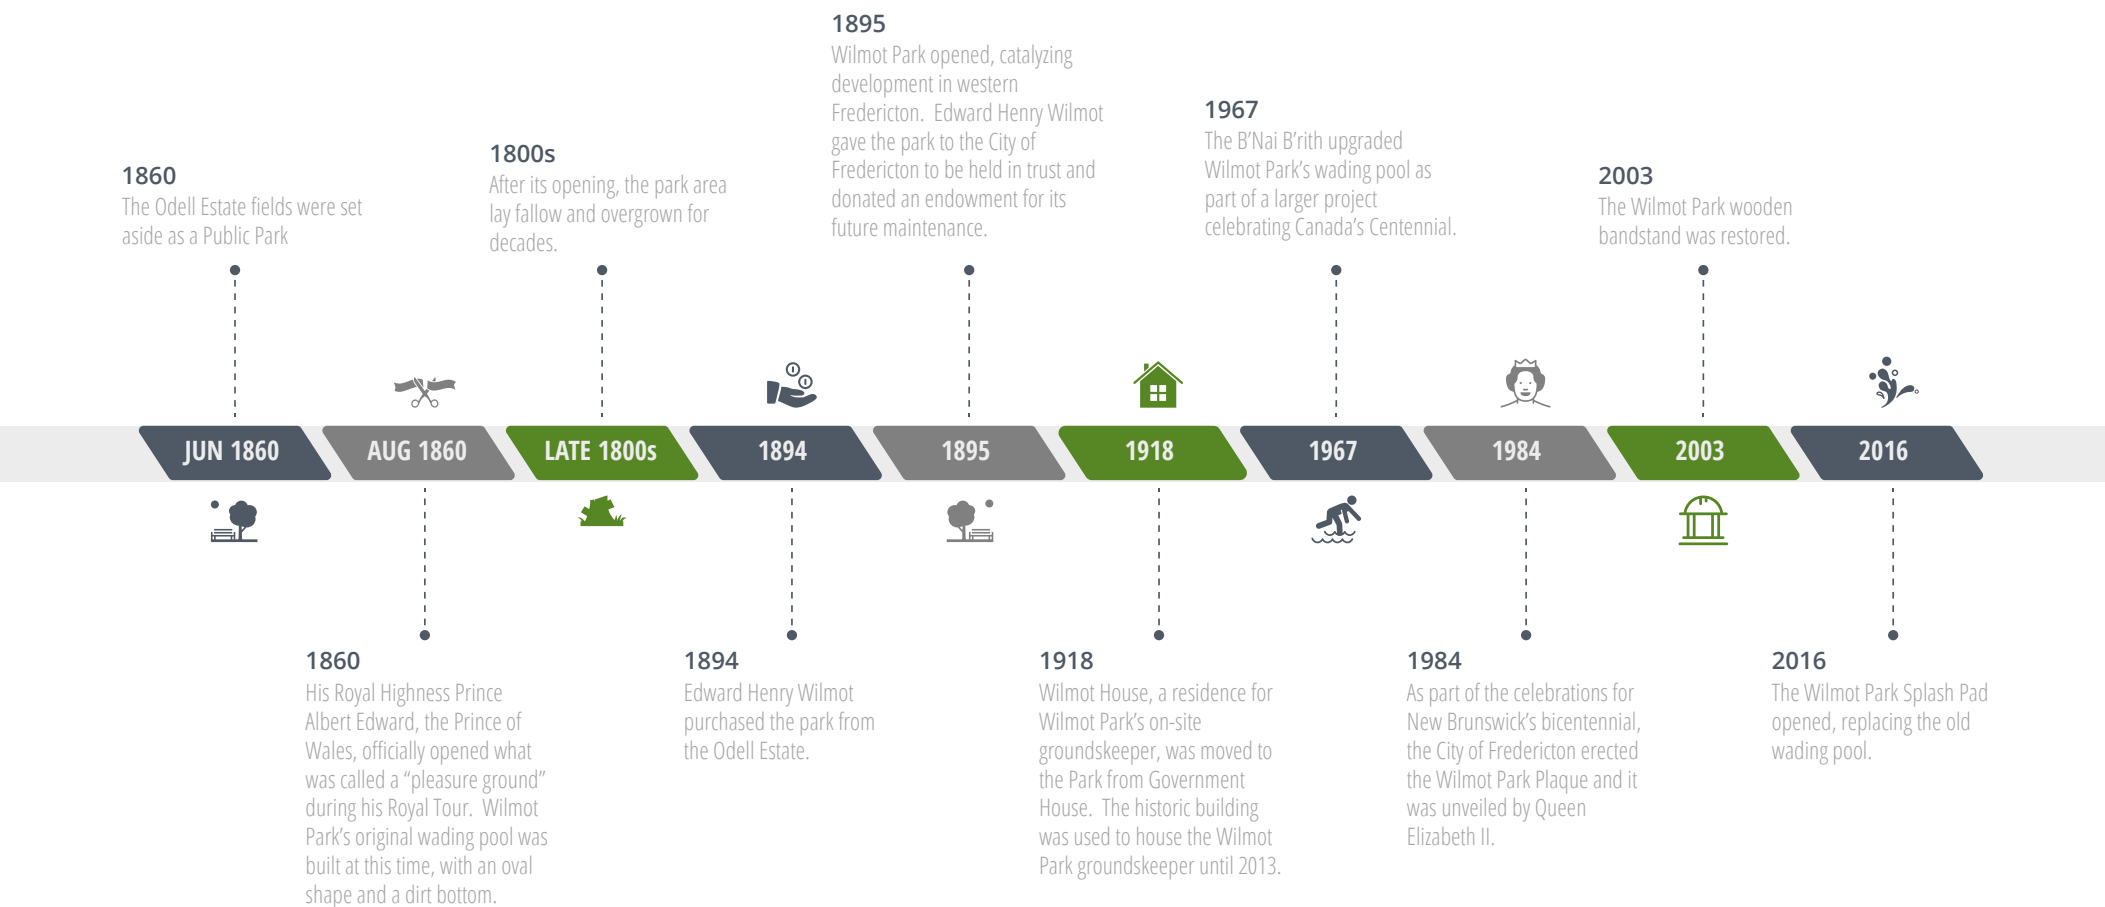 1860
The Odell Estate fields were set
aside as a Public Park
1800s
After its opening, the park area
lay fallow and overgrown for
decades.
1895
Wilmot Park opened, catalyzing
development in western
Fredericton.  Edward Henry Wilmot
gave the park to the City of
Fredericton to be held in trust and
donated an endowment for its
future maintenance.
1967
The B’Nai B’rith upgraded
Wilmot Park’s wading pool as
part of a larger project
celebrating Canada’s Centennial.
2003
The Wilmot Park wooden
bandstand was restored.
JUN 1860
AUG 1860
LATE 1800s
1894
1895
1918
1967
1984
2003
2016
1860
His Royal Highness Prince
Albert Edward, the Prince of
Wales, officially opened what
was called a “pleasure ground”
during his Royal Tour.  Wilmot
Park’s original wading pool was
built at this time, with an oval
shape and a dirt bottom.
1894
Edward Henry Wilmot
purchased the park from
the Odell Estate.
1918
Wilmot House, a residence for
Wilmot Park’s on-site
groundskeeper, was moved to
the Park from Government
House.  The historic building
was used to house the Wilmot
Park groundskeeper until 2013.
1984
As part of the celebrations for
New Brunswick’s bicentennial,
the City of Fredericton erected
the Wilmot Park Plaque and it
was unveiled by Queen
Elizabeth II.
2016
The Wilmot Park Splash Pad
opened, replacing the old
wading pool.